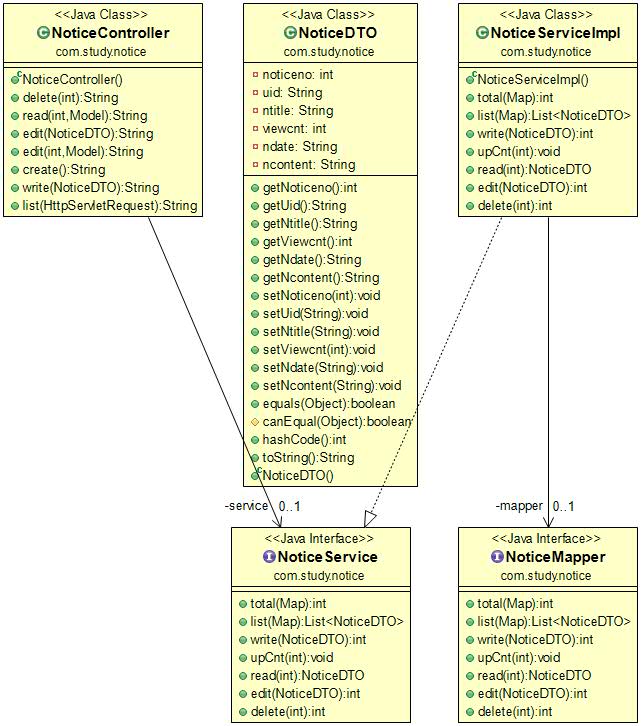 <<Java Class>>
NoticeController
com.study.notice
NoticeController()
delete(int):String
read(int,Model):String
edit(NoticeDTO):String
edit(int,Model):String
create():String
write(NoticeDTO):String
list(HttpServletRequest):String
<<Java Class>>
NoticeDTO
com.study.notice
noticeno: int
uid: String
ntitle: String
viewcnt: int
ndate: String
ncontent: String
getNoticeno():int
getUid():String
getNtitle():String
getViewcnt():int
getNdate():String
getNcontent():String
setNoticeno(int):void
setUid(String):void
setNtitle(String):void
setViewcnt(int):void
setNdate(String):void
setNcontent(String):void
equals(Object):boolean
canEqual(Object):boolean
hashCode():int
toString():String
NoticeDTO()
<<Java Class>>
NoticeServiceImpl
com.study.notice
NoticeServiceImpl()
total(Map):int
list(Map):List<NoticeDTO>
write(NoticeDTO):int
upCnt(int):void
read(int):NoticeDTO
edit(NoticeDTO):int
delete(int):int
-service 0..1
-mapper 0..1
<<Java Interface>>
NoticeService
com.study.notice
total(Map):int
list(Map):List<NoticeDTO>
write(NoticeDTO):int
upCnt(int):void
read(int):NoticeDTO
edit(NoticeDTO):int
delete(int):int
<<Java Interface>>
NoticeMapper
com.study.notice
total(Map):int
list(Map):List<NoticeDTO>
write(NoticeDTO):int
upCnt(int):void
read(int):NoticeDTO
edit(NoticeDTO):int
delete(int):int